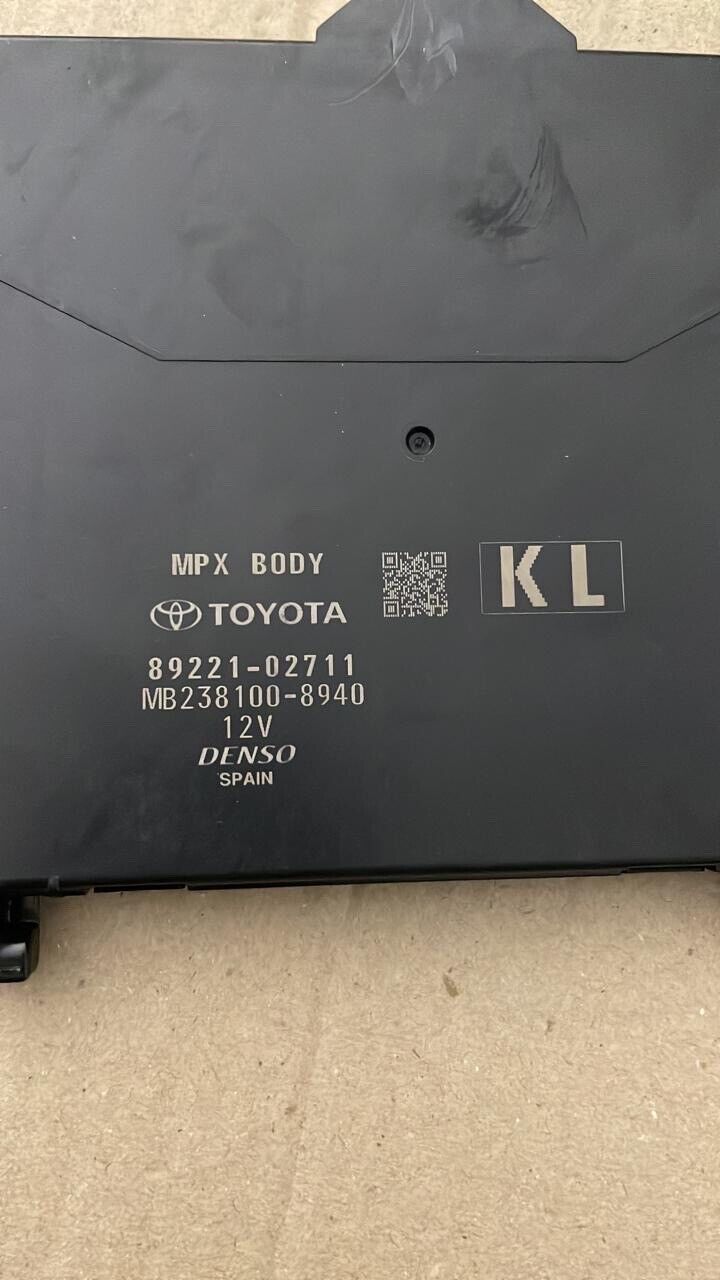 MPX BODY
KL
TOYOTA
89221-02711
MB238100-8940
12V
DENSO
SPAIN